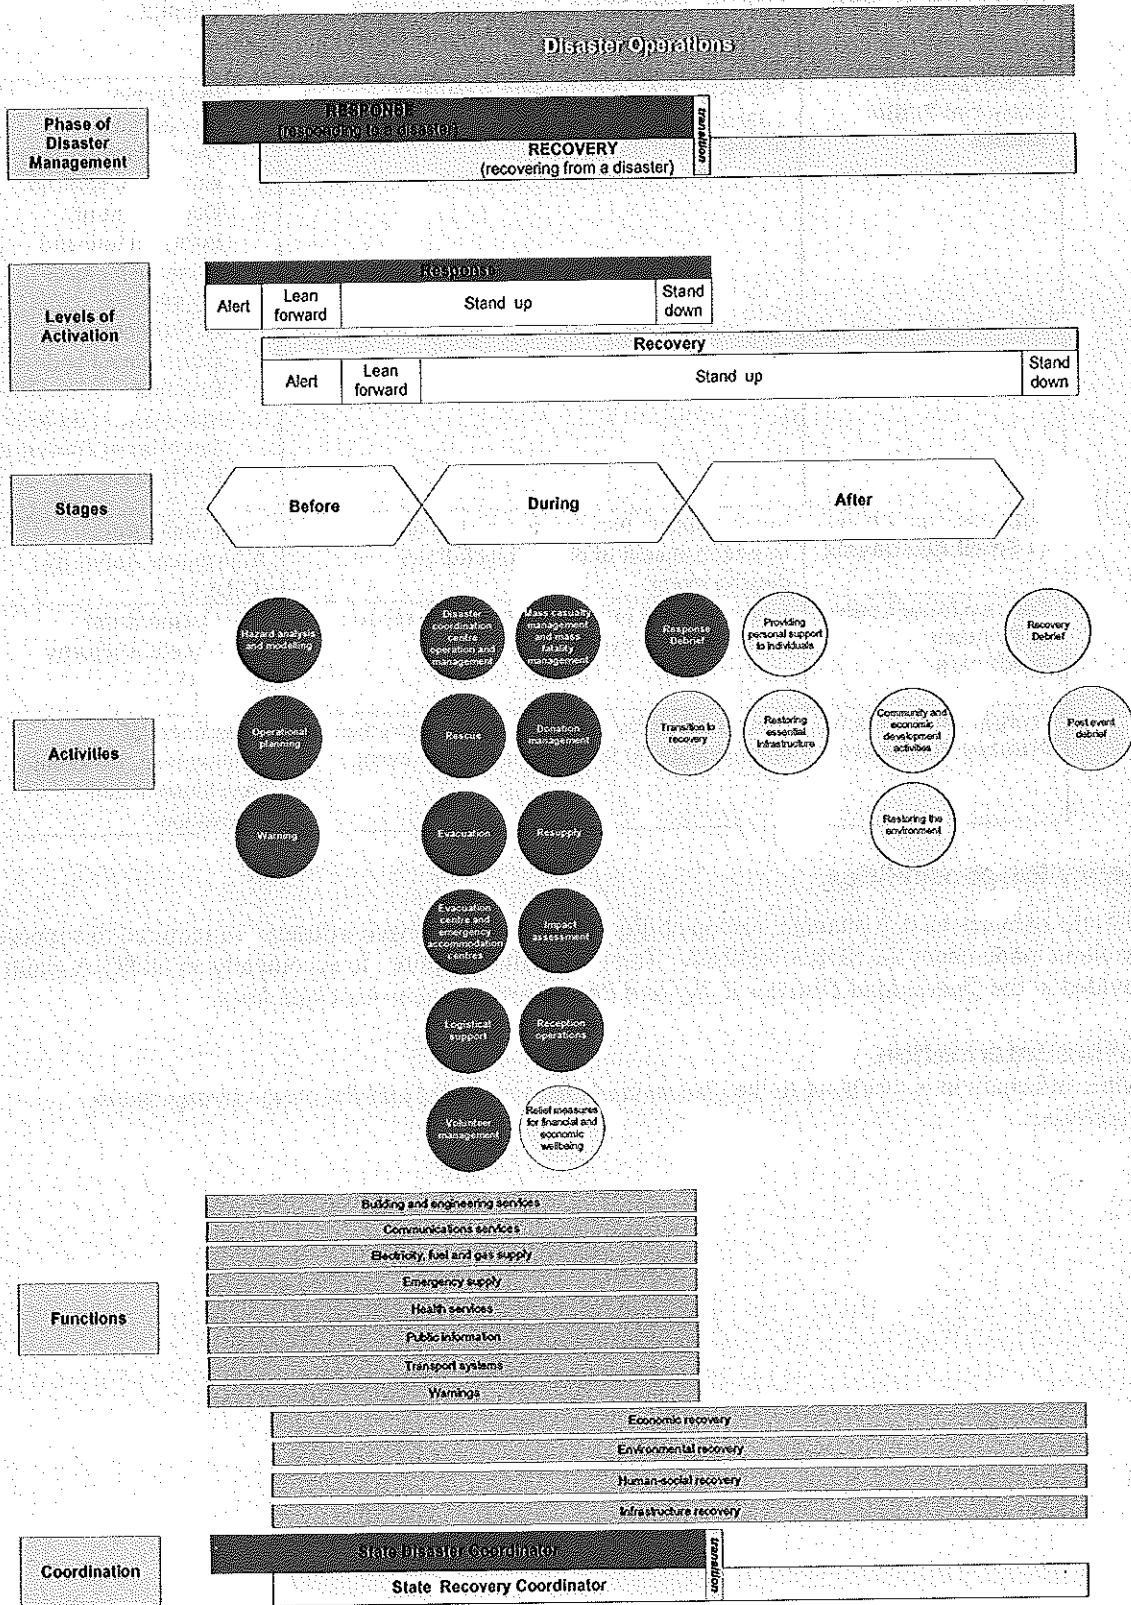 Disaster Operations
Phase of
Disaster
Management
RESPONSE
(responding to a disaster)
transition
RECOVERY
(recovering from a disaster)
Levels of
Activation
Response
Alert
Lean
forward
Stand up
Stand
down
Recovery
Alert
Lean
forward
Stand up
Stand
down
Stages
Before
During
After
Activities
Hazard analysis
and modelling
Operational
planning
Warning
Disaster
coordination
centre
operation and
management
Mass casualty
management
and mass
fatality
management
Rescue
Donation
management
Evacuation
Resupply
Evacuation
centre and
emergency
accommodation
centres
Impact
assessment
Logistical
support
Reception
operations
Volunteer
management
Relief measures
for financial and
economic
wellbeing
Response
Debrief
Providing
personal support
to individuals
Transition to
recovery
Restoring
essential
infrastructure
Community and
economic
development
activities
Restoring the
environment
Recovery
Debrief
Post event
debrief
Functions
Building and engineering services
Communications services
Electricity, fuel and gas supply
Emergency supply
Health services
Public information
Transport systems
Warnings
Economic recovery
Environmental recovery
Human-social recovery
Infrastructure recovery
Coordination
State Disaster Coordinator
transition
State Recovery Coordinator